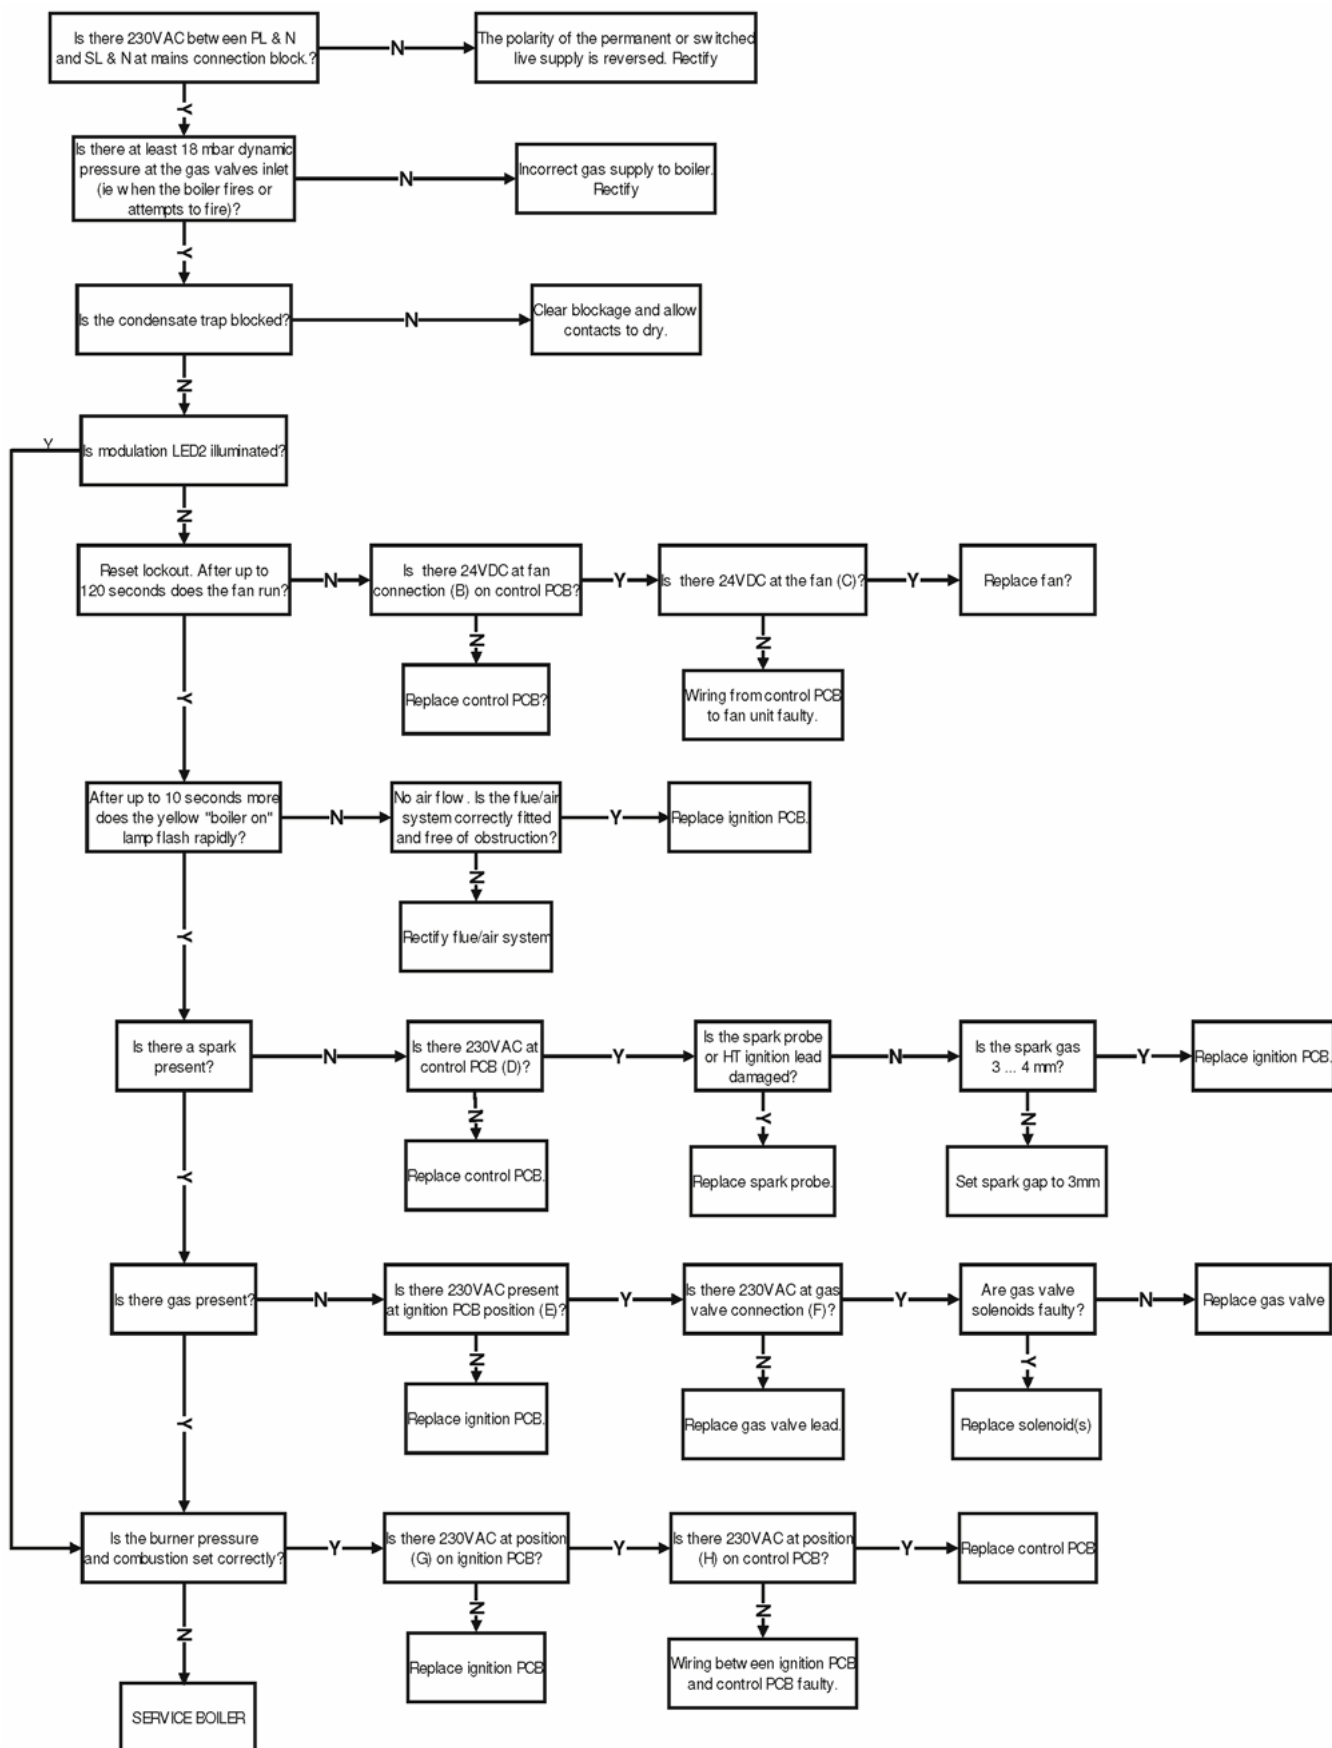 Is there 230VAC between PL & N
and SL & N at mains connection block.?
N
The polarity of the permanent or switched
live supply is reversed. Rectify
Y
Is there at least 18 mbar dynamic
pressure at the gas valves inlet
(ie when the boiler fires or
attempts to fire)?
N
Incorrect gas supply to boiler.
Rectify
Y
Is the condensate trap blocked?
N
Clear blockage and allow
contacts to dry.
N
Y
Is modulation LED2 illuminated?
N
Reset lockout. After up to
120 seconds does the fan run?
N
Is there 24VDC at fan
connection (B) on control PCB?
Y
Is there 24VDC at the fan (C)?
Y
Replace fan?
N
Replace control PCB?
N
Wiring from control PCB
to fan unit faulty.
Y
After up to 10 seconds more
does the yellow "boiler on"
lamp flash rapidly?
N
No air flow. Is the flue/air
system correctly fitted
and free of obstruction?
Y
Replace ignition PCB.
N
Rectify flue/air system
Y
Is there a spark
present?
N
Is there 230VAC at
control PCB (D)?
Y
Is the spark probe
or HT ignition lead
damaged?
N
Is the spark gas
3 ... 4 mm?
Y
Replace ignition PCB.
N
Replace control PCB.
Y
Replace spark probe.
N
Set spark gap to 3mm
Y
Is there gas present?
N
Is there 230VAC present
at ignition PCB position (E)?
Y
Is there 230VAC at gas
valve connection (F)?
Y
Are gas valve
solenoids faulty?
N
Replace gas valve
N
Replace ignition PCB.
N
Replace gas valve lead.
Y
Replace solenoid(s)
Y
Is the burner pressure
and combustion set correctly?
Y
Is there 230VAC at position
(G) on ignition PCB?
Y
Is there 230VAC at position
(H) on control PCB?
Y
Replace control PCB
N
Replace ignition PCB
N
Wiring between ignition PCB
and control PCB faulty.
N
SERVICE BOILER